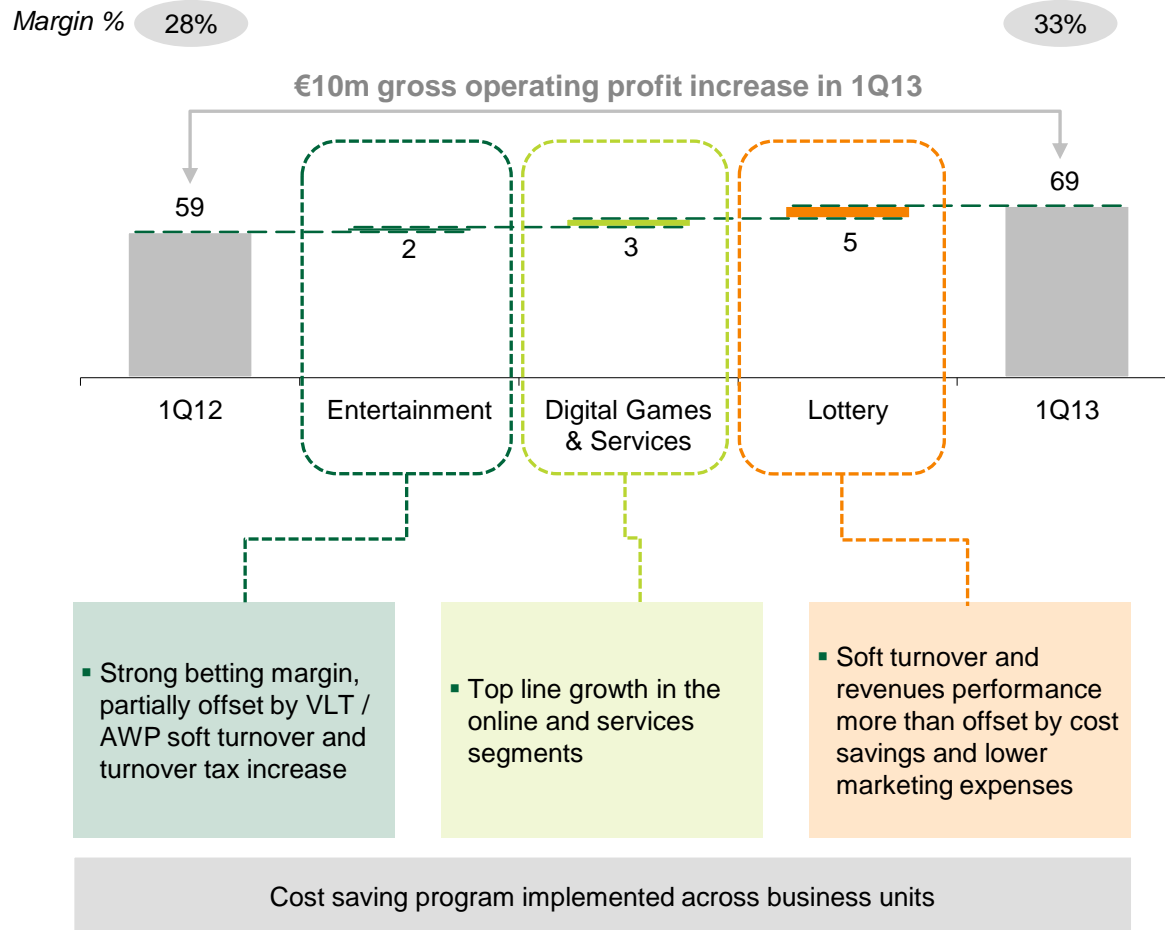 Margin % 28% 33%
€10m gross operating profit increase in 1Q13
59
2
3
5
69
1Q12
Entertainment
Digital Games
& Services
Lottery
1Q13
▪ Strong betting margin,
partially offset by VLT /
AWP soft turnover and
turnover tax increase
▪ Top line growth in the
online and services
segments
▪ Soft turnover and
revenues performance
more than offset by cost
savings and lower
marketing expenses
Cost saving program implemented across business units